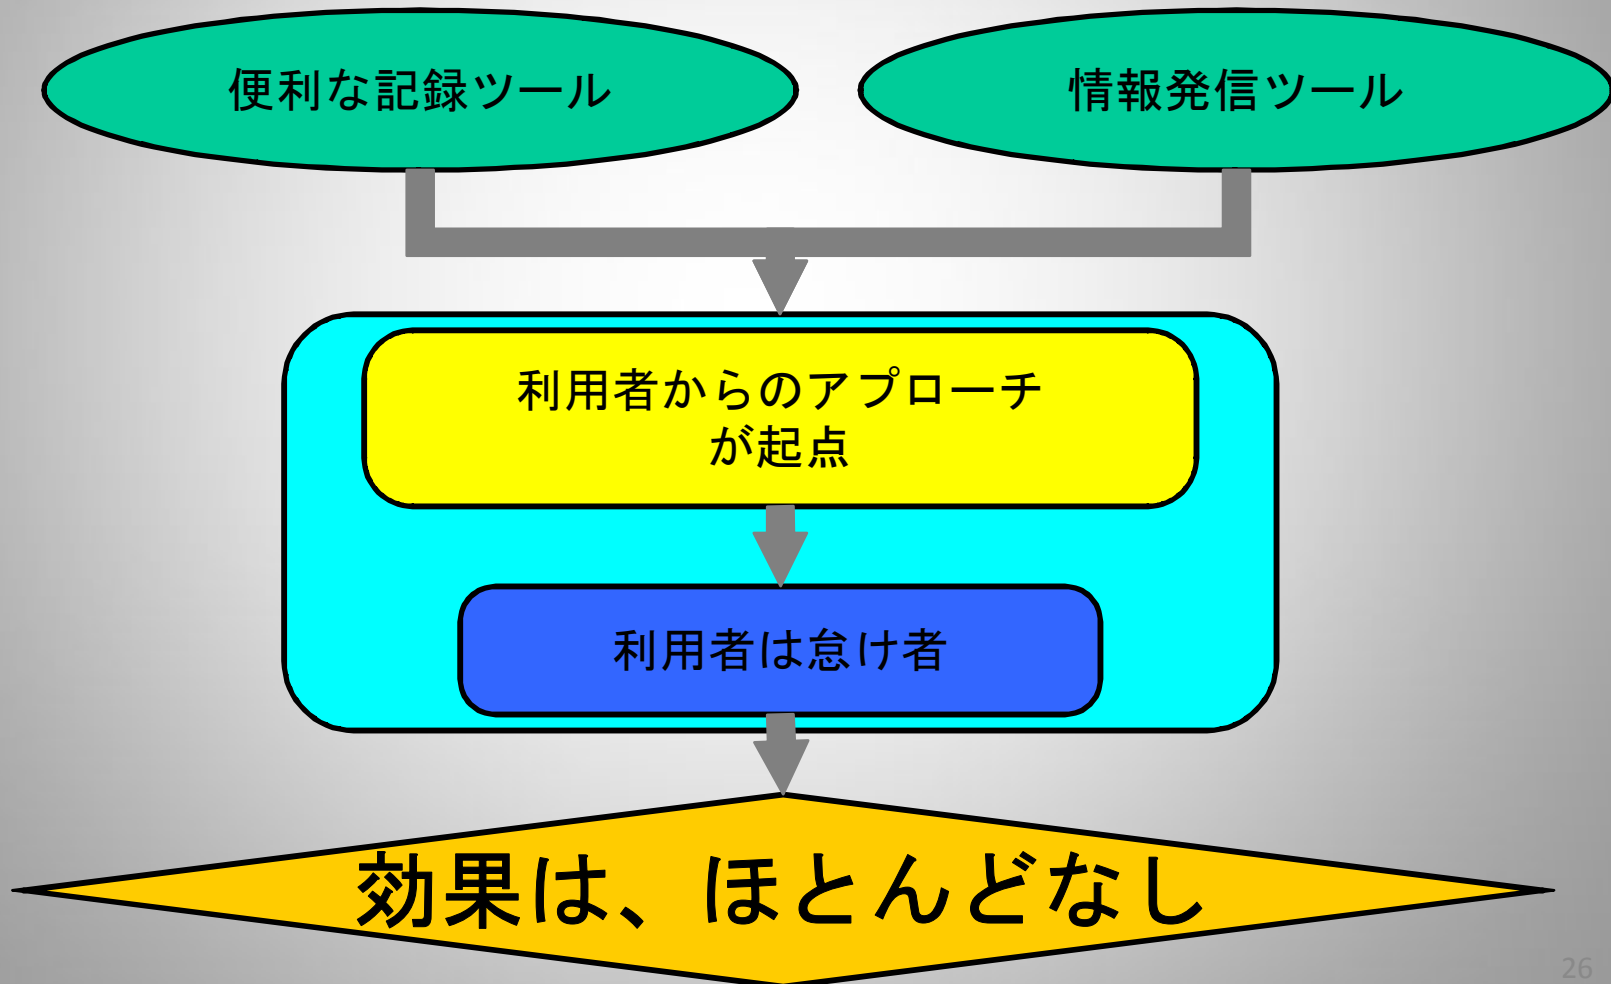 便利な記録ツール
情報発信ツール
利用者からのアプローチ
が起点
利用者は怠け者
効果は、ほとんどなし
26